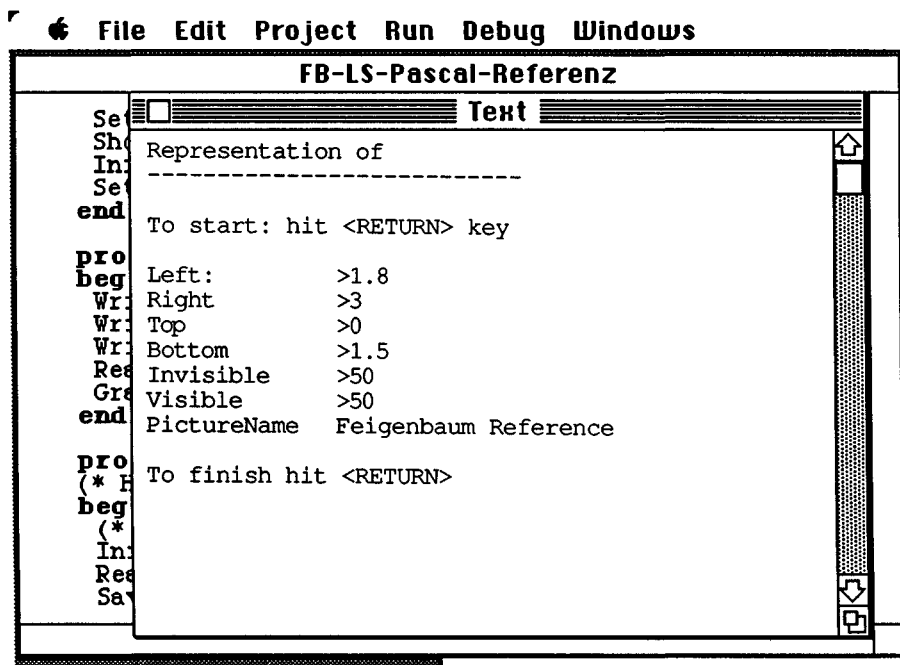 File Edit Project Run Debug Windows
FB-LS-Pascal-Referenz
Text
Representation of
--------------------------
To start: hit <RETURN> key
Left: >1.8
Right >3
Top >0
Bottom >1.5
Invisible >50
Visible >50
PictureName Feigenbaum Reference
To finish hit <RETURN>
end
end
(*
(*